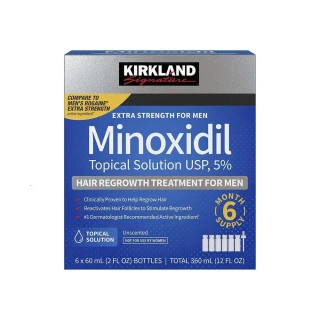 KIRKLAND
Signature
COMPARE TO
MEN'S ROGAINE®
EXTRA STRENGTH
active ingredient*
EXTRA STRENGTH FOR MEN
Minoxidil
Topical Solution USP, 5%
HAIR REGROWTH TREATMENT FOR MEN
• Clinically Proven to Help Regrow Hair
• Reactivates Hair Follicles to Stimulate Regrowth
• #1 Dermatologist Recommended Active Ingredient†
MONTH
6
SUPPLY
TOPICAL
SOLUTION
Unscented
NOT FOR USE BY WOMEN
6 x 60 mL (2 FL OZ) BOTTLES | TOTAL 360 mL (12 FL OZ)